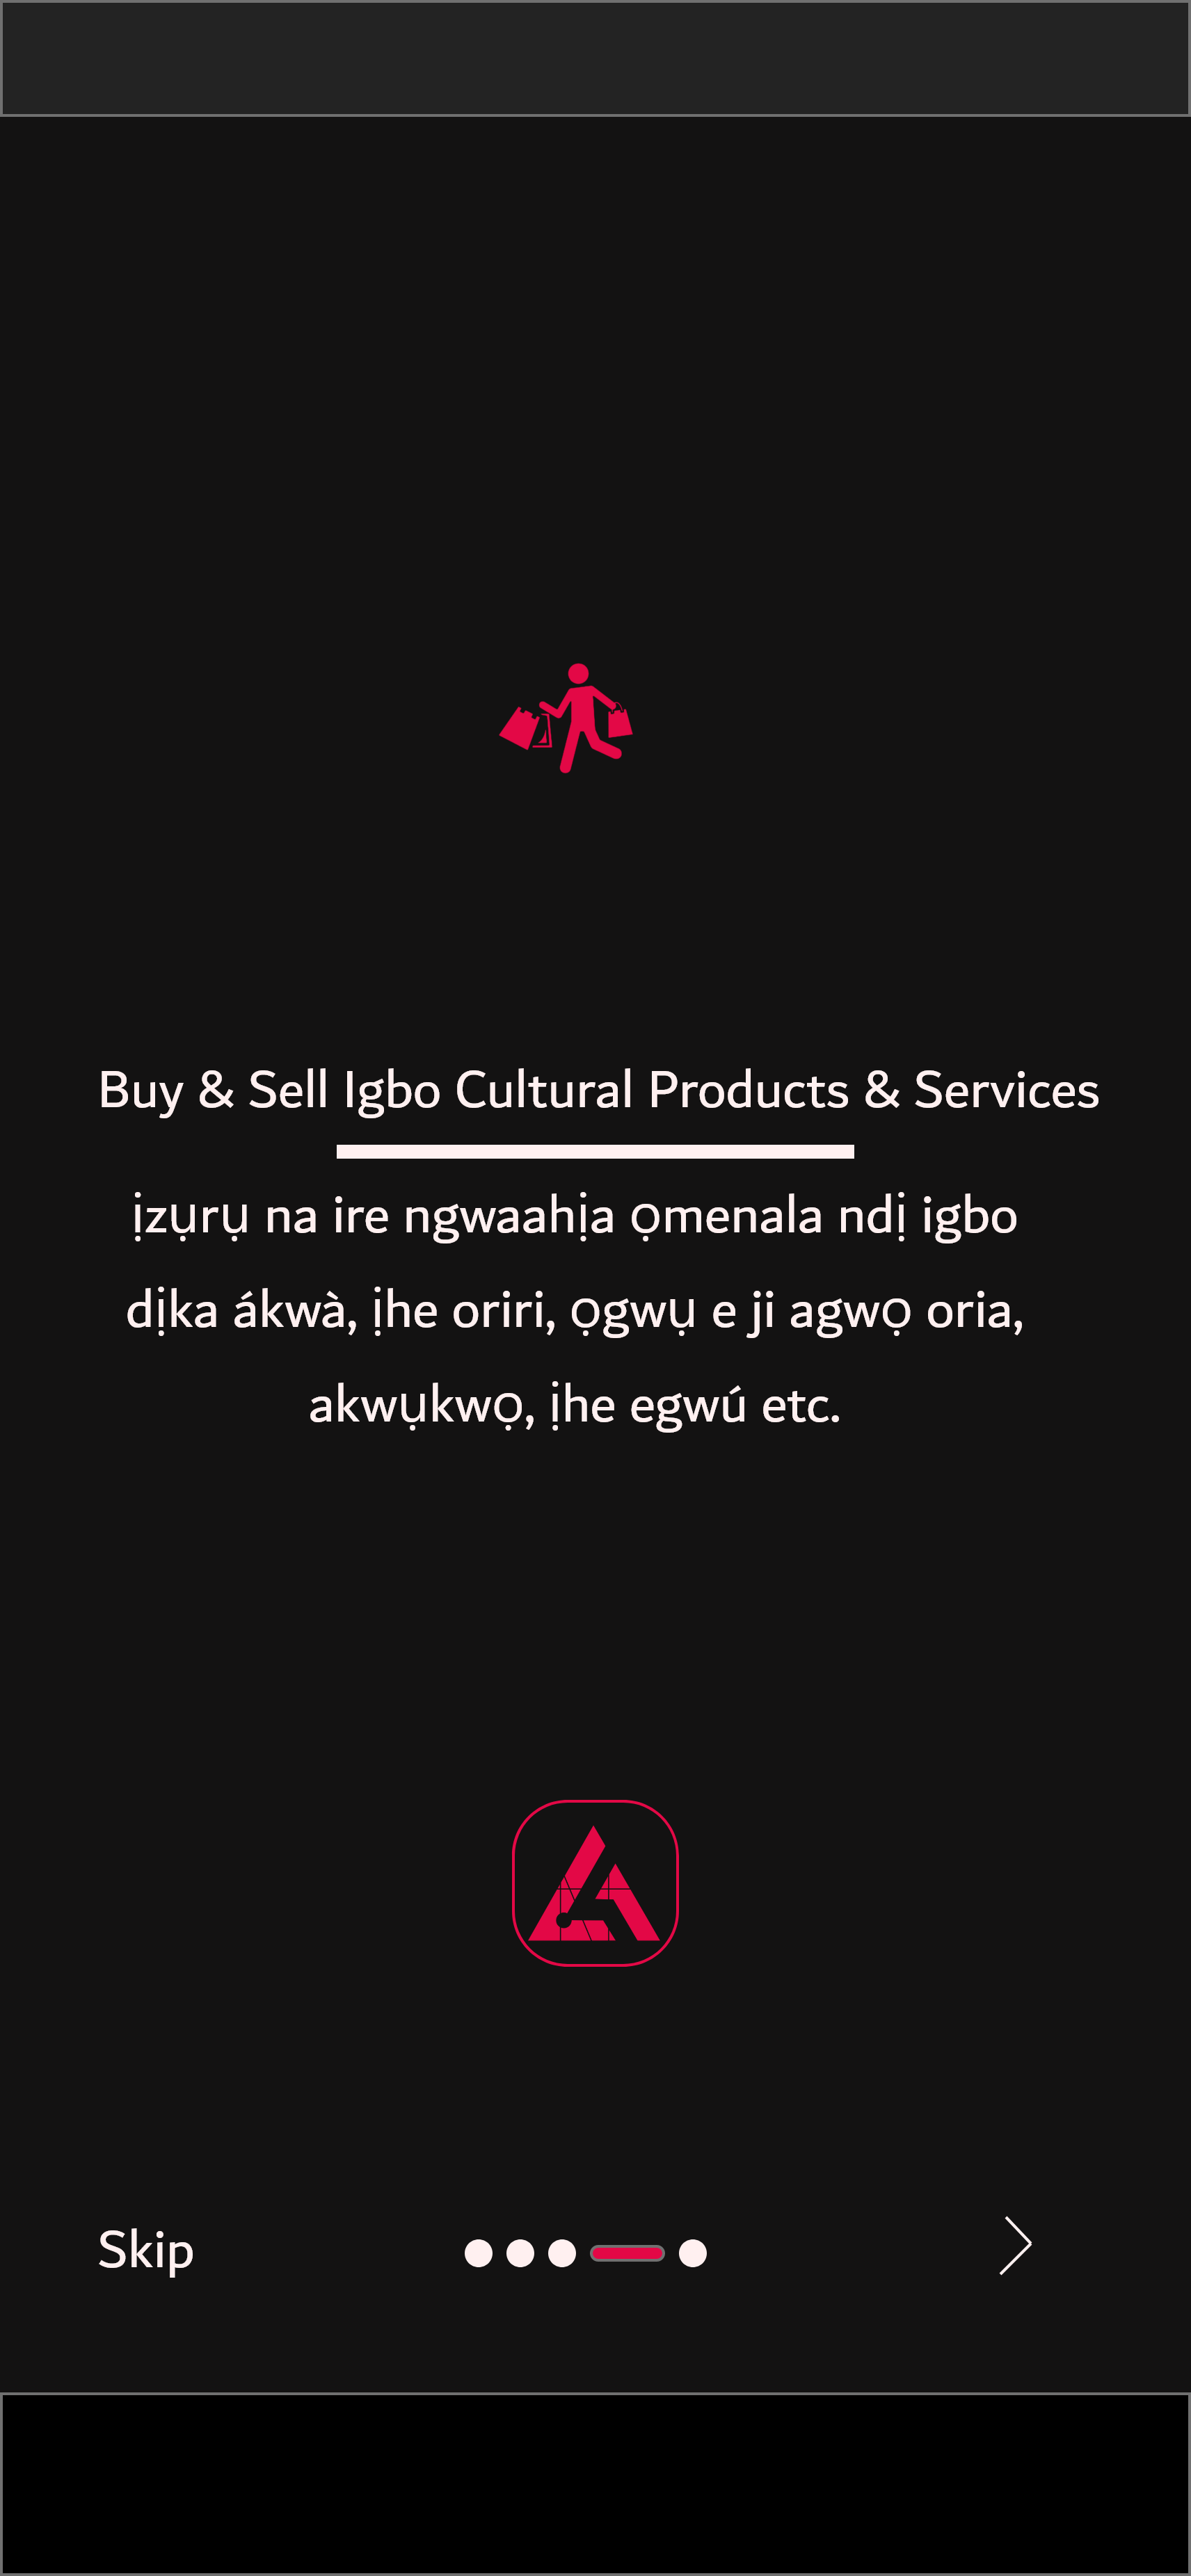 Buy & Sell Igbo Cultural Products & Services
ịzụrụ na ire ngwaahịa ọmenala ndị igbo
dịka ákwà, ịhe oriri, ọgwụ e ji agwọ oria,
akwụkwọ, ịhe egwú etc.
Skip